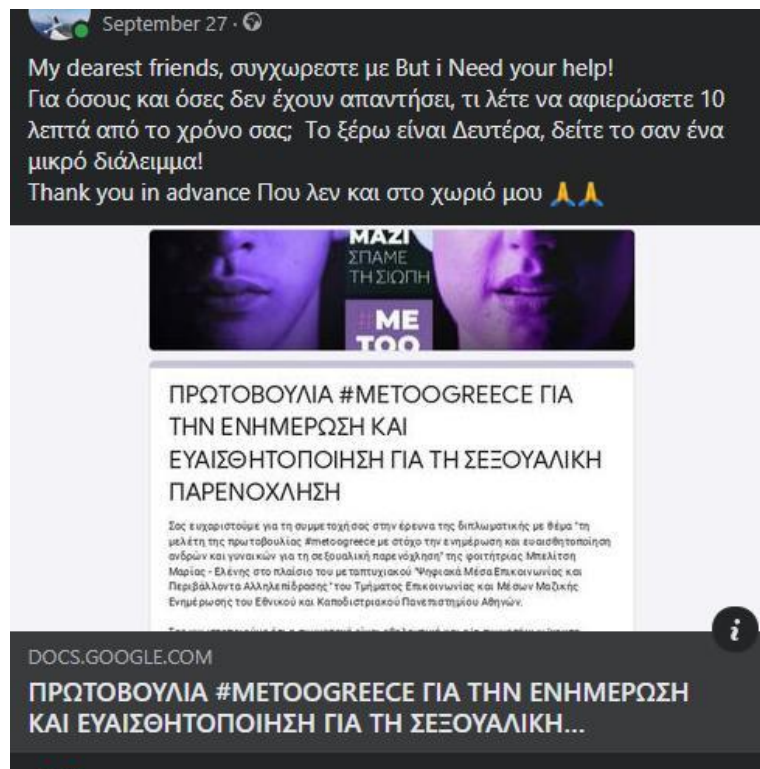 September 27 ·
My dearest friends, συγχωρεστε με But i Need your help!
Για όσους και όσες δεν έχουν απαντήσει, τι λέτε να αφιερώσετε 10
λεπτά από το χρόνο σας; Το ξέρω είναι Δευτέρα, δείτε το σαν ένα
μικρό διάλειμμα!
Thank you in advance Που λεν και στο χωριό μου 🙏🙏
ΜΑΖΙ
ΣΠΑΜΕ
ΤΗ ΣΙΩΠΗ
#ME
TOO
ΠΡΩΤΟΒΟΥΛΙΑ #METOOGREECE ΓΙΑ
ΤΗΝ ΕΝΗΜΕΡΩΣΗ ΚΑΙ
ΕΥΑΙΣΘΗΤΟΠΟΙΗΣΗ ΓΙΑ ΤΗ ΣΕΞΟΥΑΛΙΚΗ
ΠΑΡΕΝΟΧΛΗΣΗ
Σας ευχαριστούμε για τη συμμετοχή σας στην έρευνα της διπλωματικής με θέμα "τη
μελέτη της πρωτοβουλίας #metoogreece με στόχο την ενημέρωση και ευαισθητοποίηση
ανδρών και γυναικών για τη σεξουαλική παρενόχληση" της φοιτήτριας Μπελίτση
Μαρίας - Ελένης στο πλαίσιο του μεταπτυχιακού "Ψηφιακά Μέσα Επικοινωνίας και
Περιβάλλοντα Αλληλεπίδρασης" του Τμήματος Επικοινωνίας και Μέσων Μαζικής
Ενημέρωσης του Εθνικού και Καποδιστριακού Πανεπιστημίου Αθηνών.
DOCS.GOOGLE.COM
ΠΡΩΤΟΒΟΥΛΙΑ #METOOGREECE ΓΙΑ ΤΗΝ ΕΝΗΜΕΡΩΣΗ
ΚΑΙ ΕΥΑΙΣΘΗΤΟΠΟΙΗΣΗ ΓΙΑ ΤΗ ΣΕΞΟΥΑΛΙΚΗ...